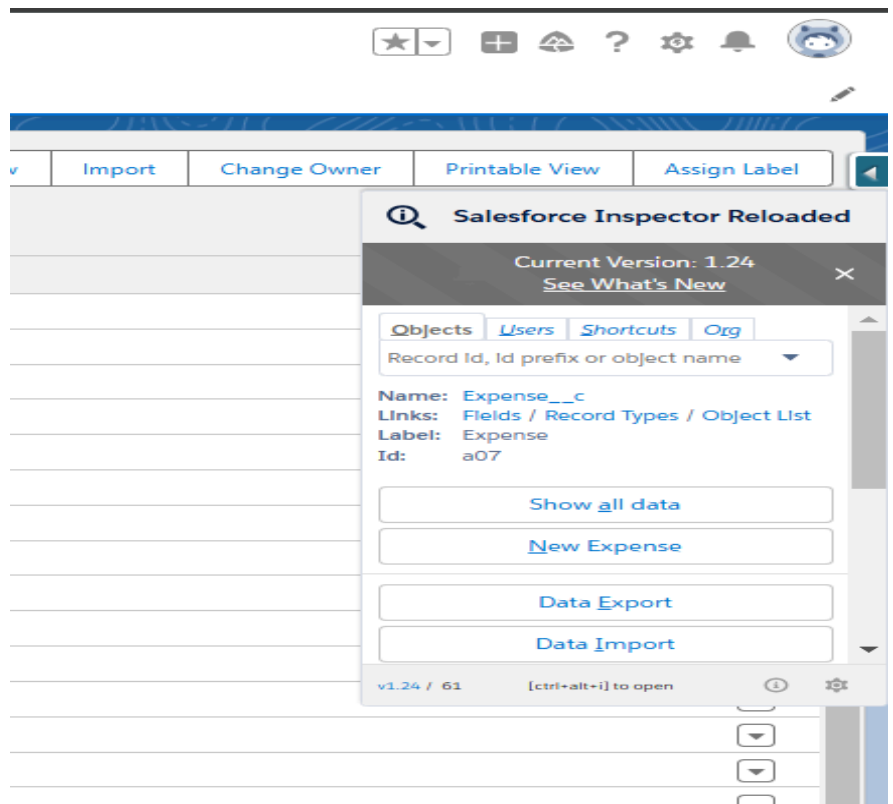 Import Change Owner Printable View Assign Label
Salesforce Inspector Reloaded
Current Version: 1.24
See What's New
Objects Users Shortcuts Org
Record Id, Id prefix or object name
Name: Expense__c
Links: Fields / Record Types / Object List
Label: Expense
Id: a07
Show all data
New Expense
Data Export
Data Import
v1.24 / 61 [ctrl+alt+i] to open